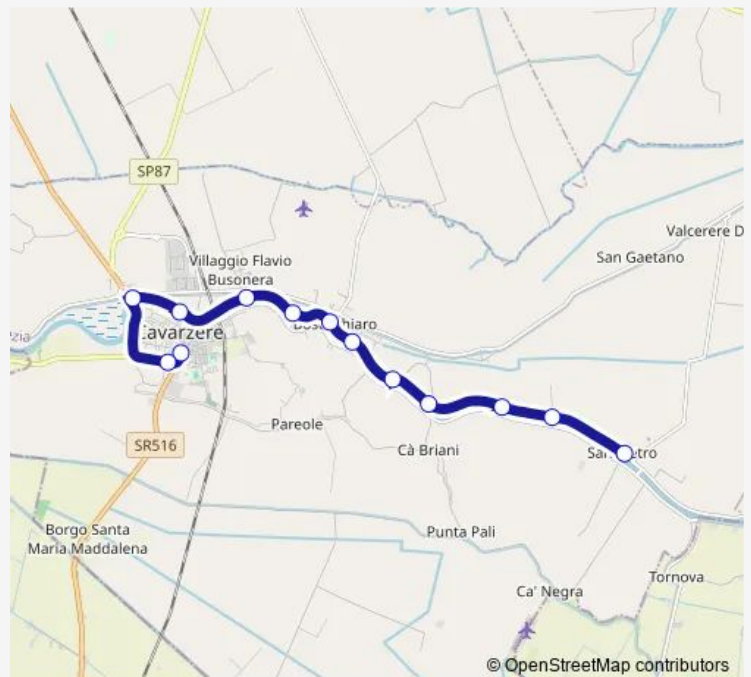 SP87
Valcerere D
San Gaetano
Villaggio Flavio
Busonera
Cavarzere
Pareole
SR516
Cà Briani
Borgo Santa
Maria Maddalena
Punta Pali
Ca' Negra
Tornova
© OpenStreetMap contributors